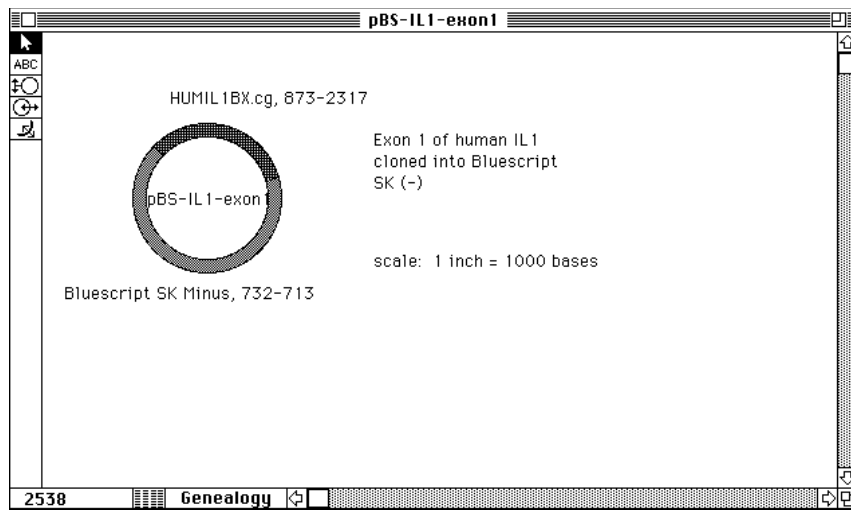 pBS-IL1-exon1
ABC
HUMIL1BX.cg, 873-2317
Exon 1 of human IL1
cloned into Bluescript
SK (-)
pBS-IL1-exon1
scale: 1 inch = 1000 bases
Bluescript SK Minus, 732-713
2538
Genealogy